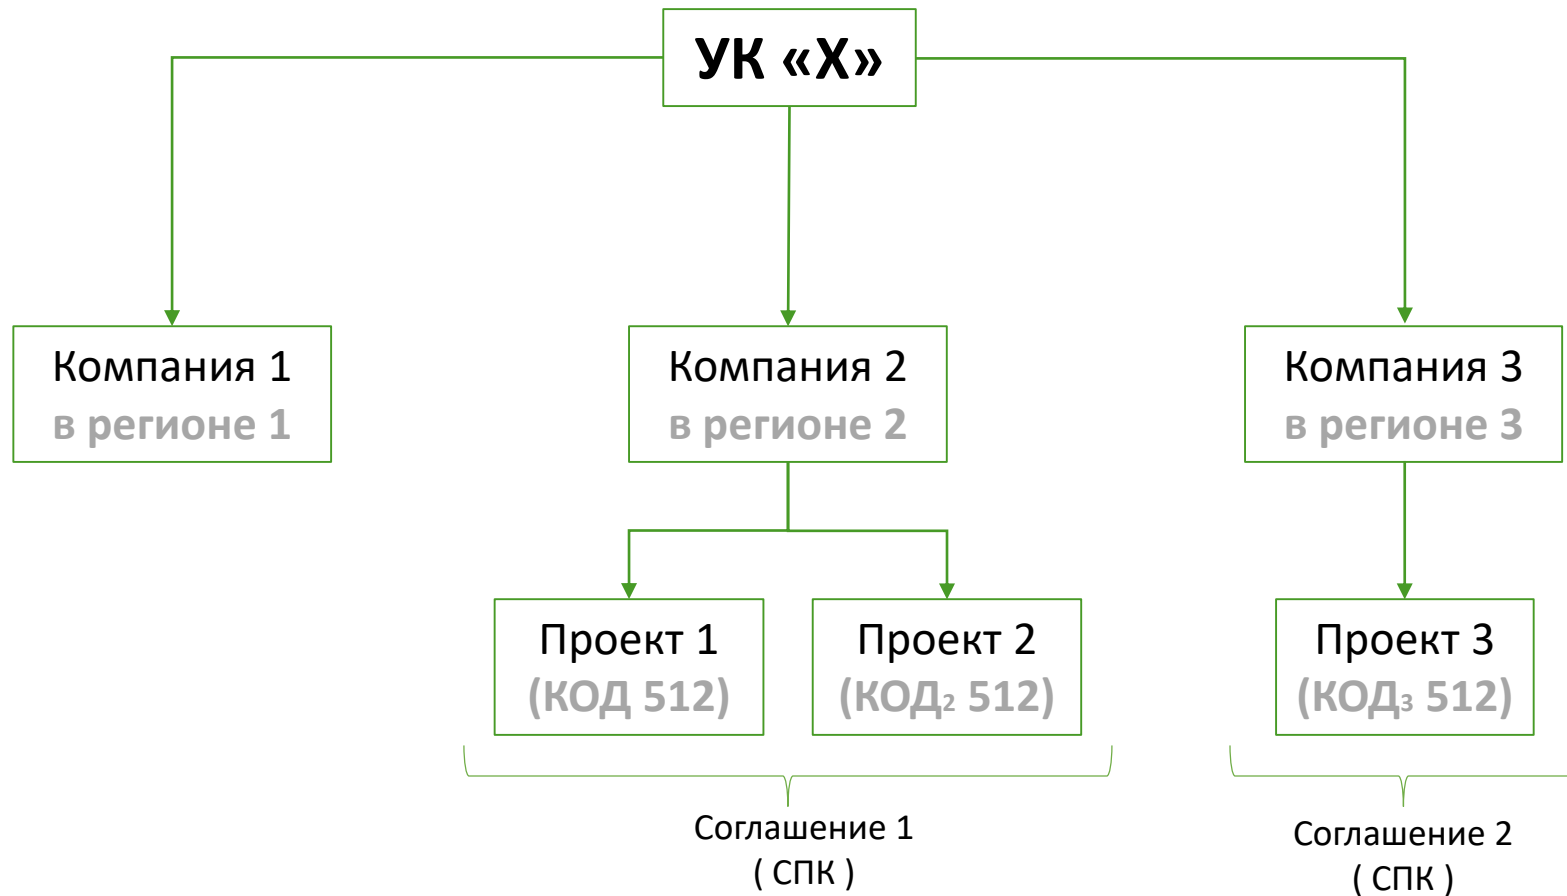 УК «Х»
Компания 1
в регионе 1
Компания 2
в регионе 2
Компания 3
в регионе 3
Проект 1
(КОД 512)
Проект 2
(КОД₂ 512)
Проект 3
(КОД₃ 512)
Соглашение 1
( СПК )
Соглашение 2
( СПК )